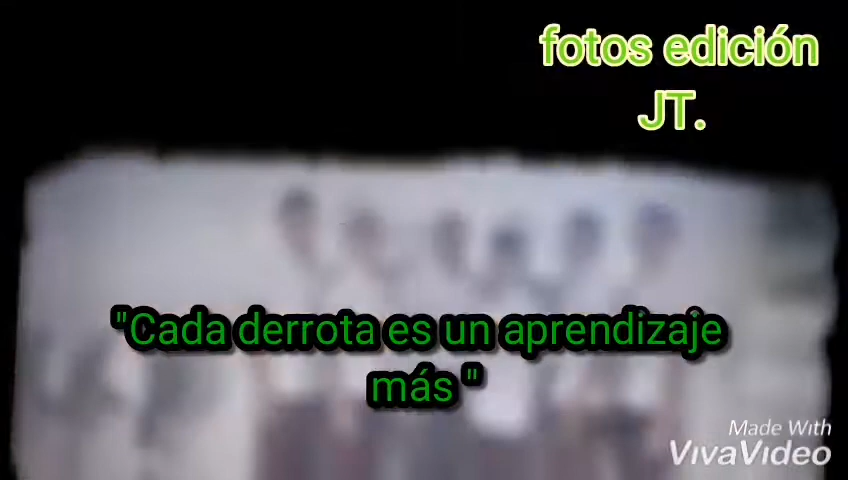 fotos edición
JT.
"Cada derrota es un aprendizaje
más "
Made With
VivaVideo